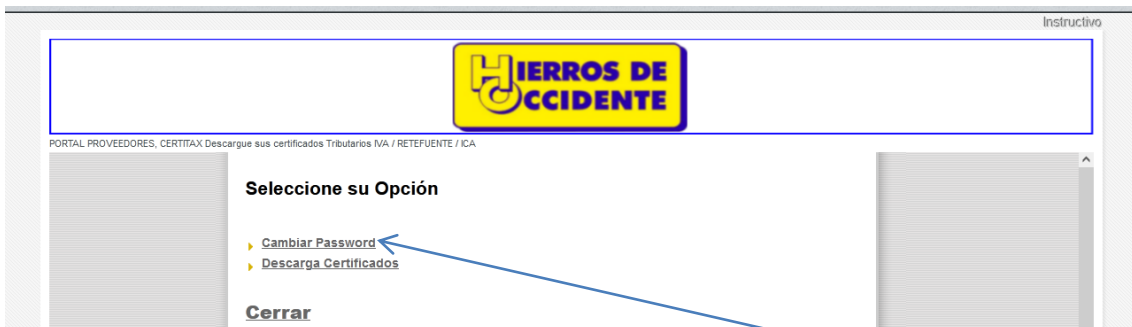 Instructivo
HIERROS DE
OCCIDENTE
PORTAL PROVEEDORES, CERTITAX Descargue sus certificados Tributarios IVA / RETEFUENTE / ICA
Seleccione su Opción
Cambiar Password
Descarga Certificados
Cerrar